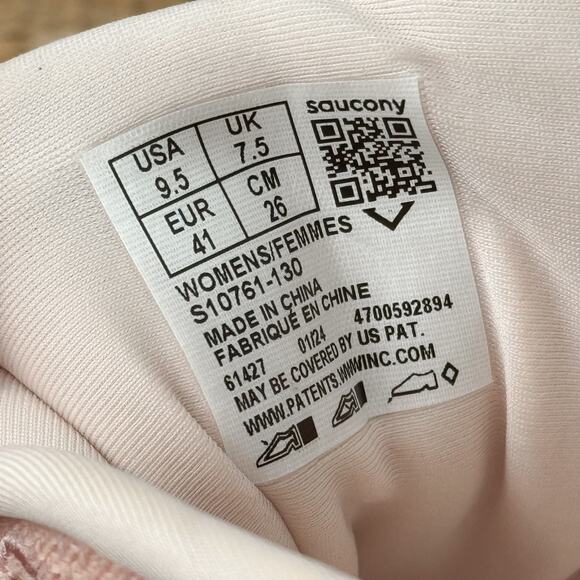 saucony
USA 9.5 UK 7.5
EUR 41 CM 26
WOMENS/FEMMES
S10761-130
MADE IN CHINA
FABRIQUÉ EN CHINE
61427 01/24 4700592894
MAY BE COVERED BY US PAT.
WWW.PATENTS.WWWINC.COM